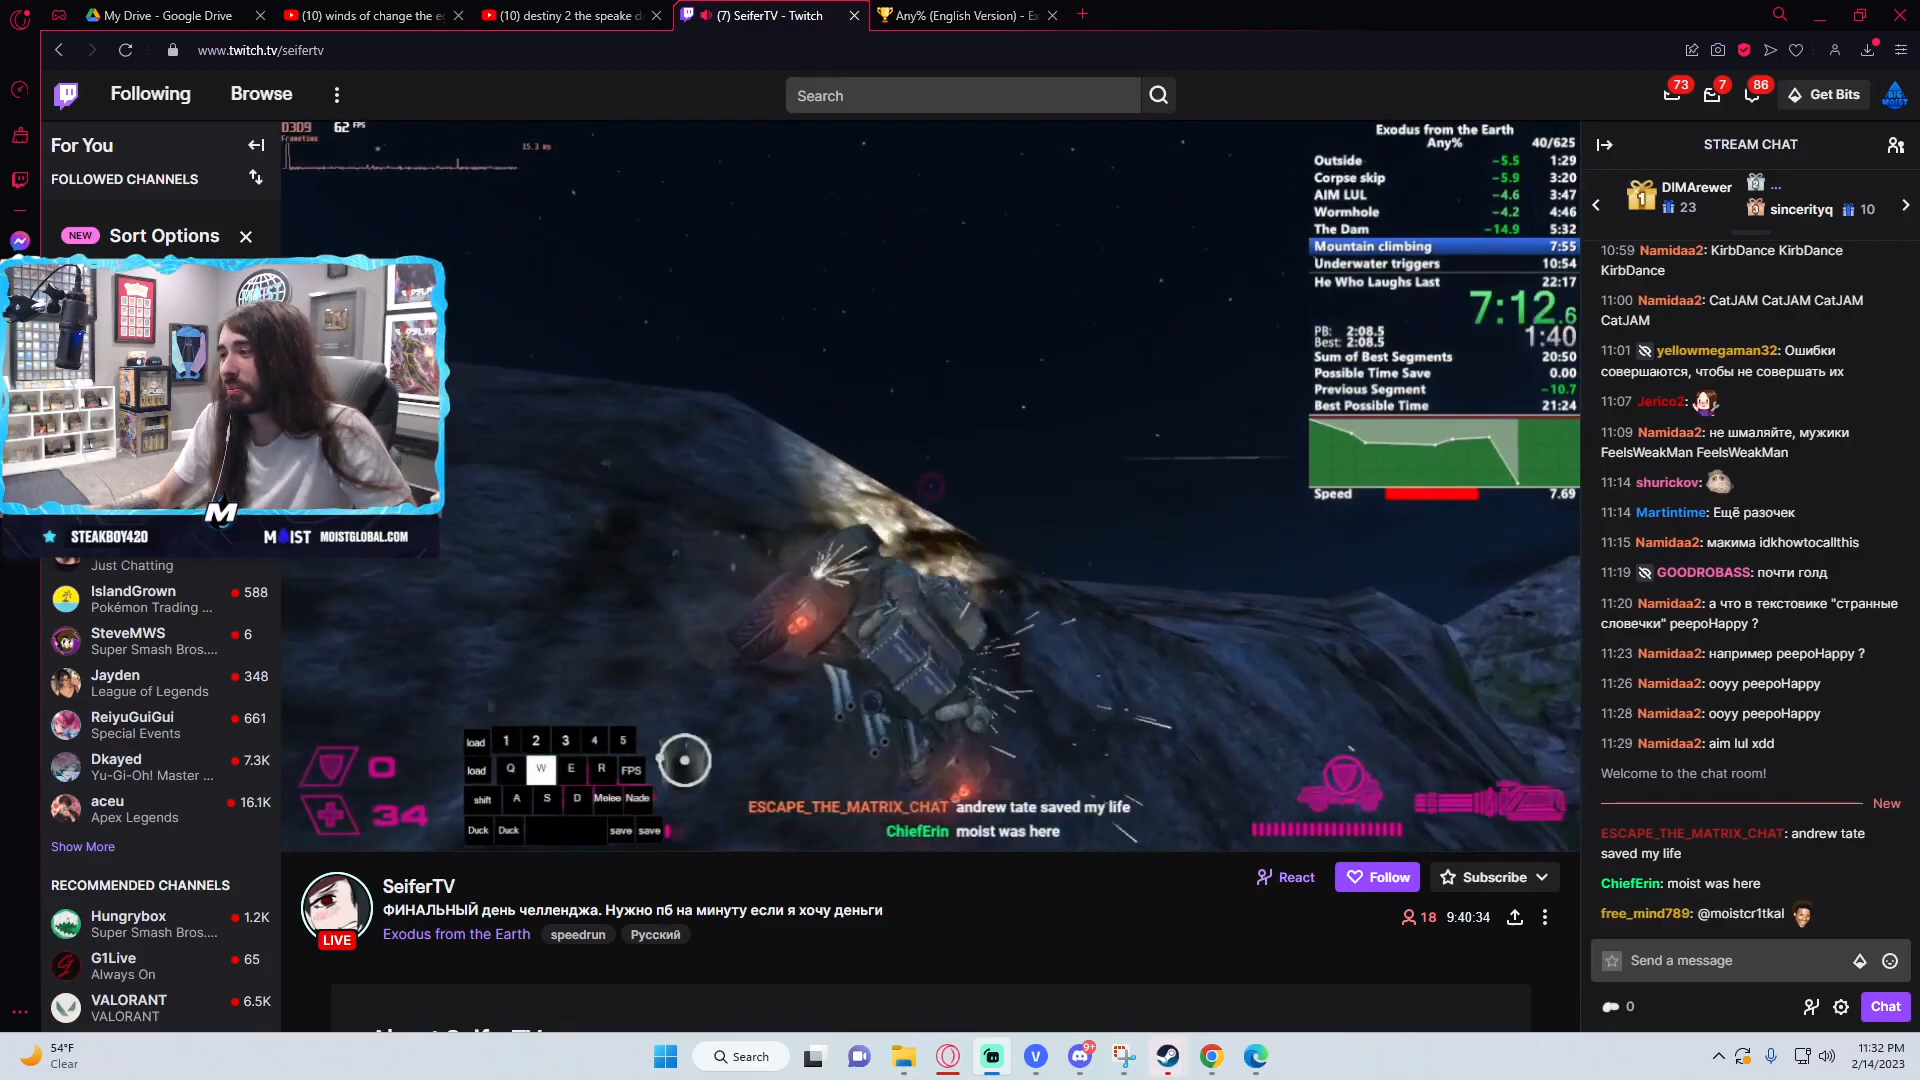 My Drive - Google Drive
(10) winds of change the e
(10) destiny 2 the speake d
(7) SeiferTV - Twitch
Any% (English Version) - Ex
www.twitch.tv/seifertv
Following
Browse
Search
73
7
86
Get Bits
For You
FOLLOWED CHANNELS
NEW Sort Options
STEAKBOY420
MOIST MOISTGLOBAL.COM
Just Chatting
IslandGrown 588
Pokémon Trading ...
SteveMWS 6
Super Smash Bros....
Jayden 348
League of Legends
ReiyuGuiGui 661
Special Events
Dkayed 7.3K
Yu-Gi-Oh! Master ...
aceu 16.1K
Apex Legends
Show More
RECOMMENDED CHANNELS
Hungrybox 1.2K
Super Smash Bros....
G1Live 65
Always On
VALORANT 6.5K
VALORANT
D3D9 62 FPS
Frametime 15.3 ms
Exodus from the Earth
Any% 40/625
Outside -5.5 1:29
Corpse skip -5.9 3:20
AIM LUL -4.6 3:47
Wormhole -4.2 4:46
The Dam -14.9 5:32
Mountain climbing 7:55
Underwater triggers 10:54
He Who Laughs Last 22:17
7:12.6
PB: 2:08.5
Best: 2:08.5
1:40
Sum of Best Segments 20:50
Possible Time Save 0.00
Previous Segment -10.7
Best Possible Time 21:24
Speed 7.69
0
34
load 1 2 3 4 5
load Q W E R FPS
shift A S D Melee Nade
Duck Duck save save
ESCAPE_THE_MATRIX_CHAT andrew tate saved my life
ChiefErin moist was here
LIVE
SeiferTV
ФИНАЛЬНЫЙ день челленджа. Нужно пб на минуту если я хочу деньги
Exodus from the Earth speedrun Русский
React
Follow
Subscribe
18 9:40:34
STREAM CHAT
1 DIMArewer
23
2 ...
3 sincerityq 10
10:59 Namidaa2: KirbDance KirbDance
KirbDance
11:00 Namidaa2: CatJAM CatJAM CatJAM
CatJAM
11:01 yellowmegaman32: Ошибки
совершаются, чтобы не совершать их
11:07 Jerico2:
11:09 Namidaa2: не шмаляйте, мужики
FeelsWeakMan FeelsWeakMan
11:14 shurickov:
11:14 Martintime: Ещё разочек
11:15 Namidaa2: макима idkhowtocallthis
11:19 GOODROBASS: почти голд
11:20 Namidaa2: а что в текстовике "странные
словечки" peepoHappy ?
11:23 Namidaa2: например peepoHappy ?
11:26 Namidaa2: ооуу peepoHappy
11:28 Namidaa2: ооуу peepoHappy
11:29 Namidaa2: aim lul xdd
Welcome to the chat room!
New
ESCAPE_THE_MATRIX_CHAT: andrew tate
saved my life
ChiefErin: moist was here
free_mind789: @moistcr1tkal
Send a message
0
Chat
54°F
Clear
Search
9+
11:32 PM
2/14/2023